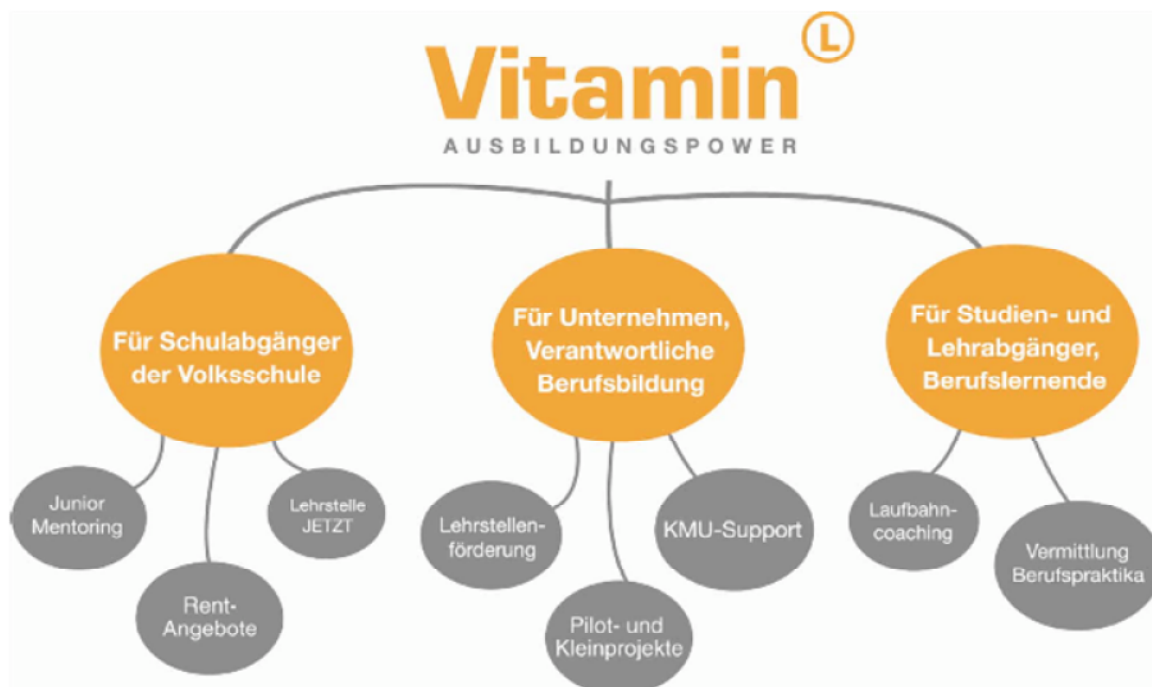 Vitamin L
AUSBILDUNGSPOWER
Für Schulabgänger
der Volksschule
Für Unternehmen,
Verantwortliche
Berufsbildung
Für Studien- und
Lehrabgänger,
Berufslernende
Junior
Mentoring
Rent-
Angebote
Lehrstelle
JETZT
Lehrstellen-
förderung
Pilot- und
Kleinprojekte
KMU-Support
Laufbahn-
coaching
Vermittlung
Berufspraktika